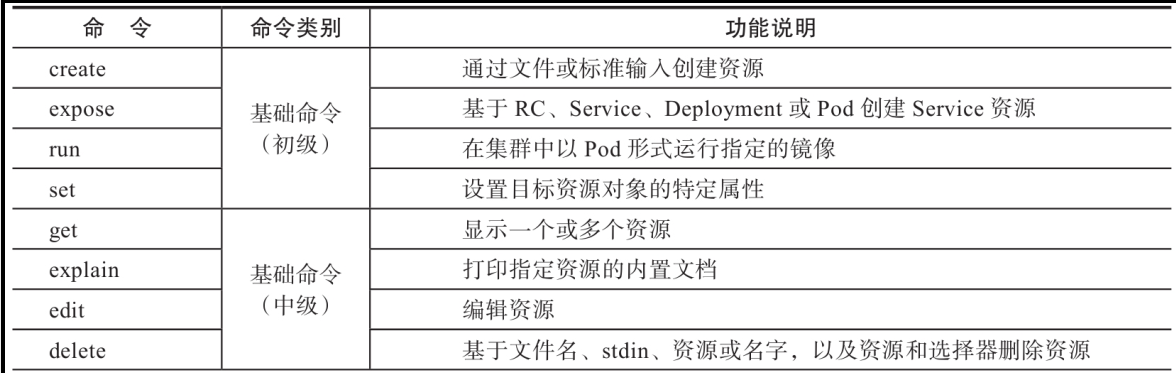 命 令 命令类别 功能说明
create 通过文件或标准输入创建资源
expose 基础命令 基于 RC、Service、Deployment 或 Pod 创建 Service 资源
run （初级） 在集群中以 Pod 形式运行指定的镜像
set 设置目标资源对象的特定属性
get 显示一个或多个资源
explain 基础命令 打印指定资源的内置文档
edit （中级） 编辑资源
delete 基于文件名、stdin、资源或名字，以及资源和选择器删除资源